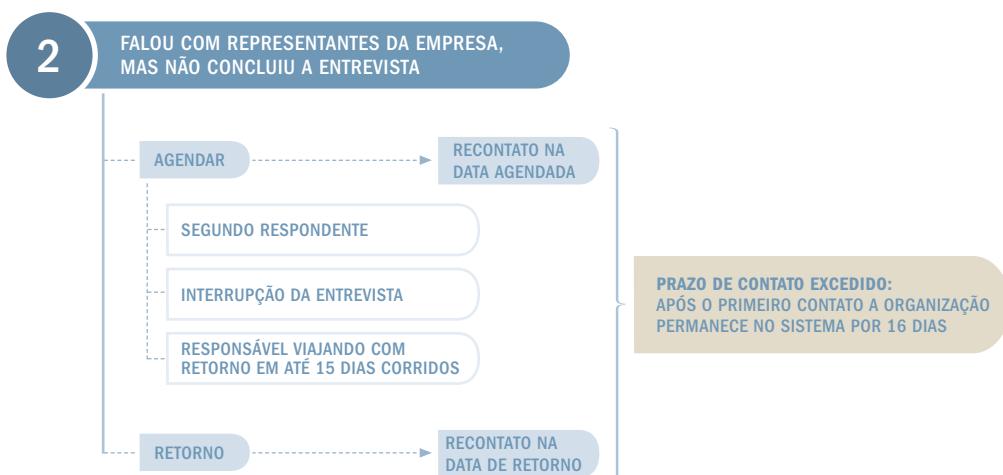 2
FALOU COM REPRESENTANTES DA EMPRESA,
MAS NÃO CONCLUIU A ENTREVISTA
AGENDAR
RECONTATO NA
DATA AGENDADA
SEGUNDO RESPONDENTE
INTERRUPÇÃO DA ENTREVISTA
RESPONSÁVEL VIAJANDO COM
RETORNO EM ATÉ 15 DIAS CORRIDOS
PRAZO DE CONTATO EXCEDIDO:
APÓS O PRIMEIRO CONTATO A ORGANIZAÇÃO
PERMANECE NO SISTEMA POR 16 DIAS
RETORNO
RECONTATO NA
DATA DE RETORNO